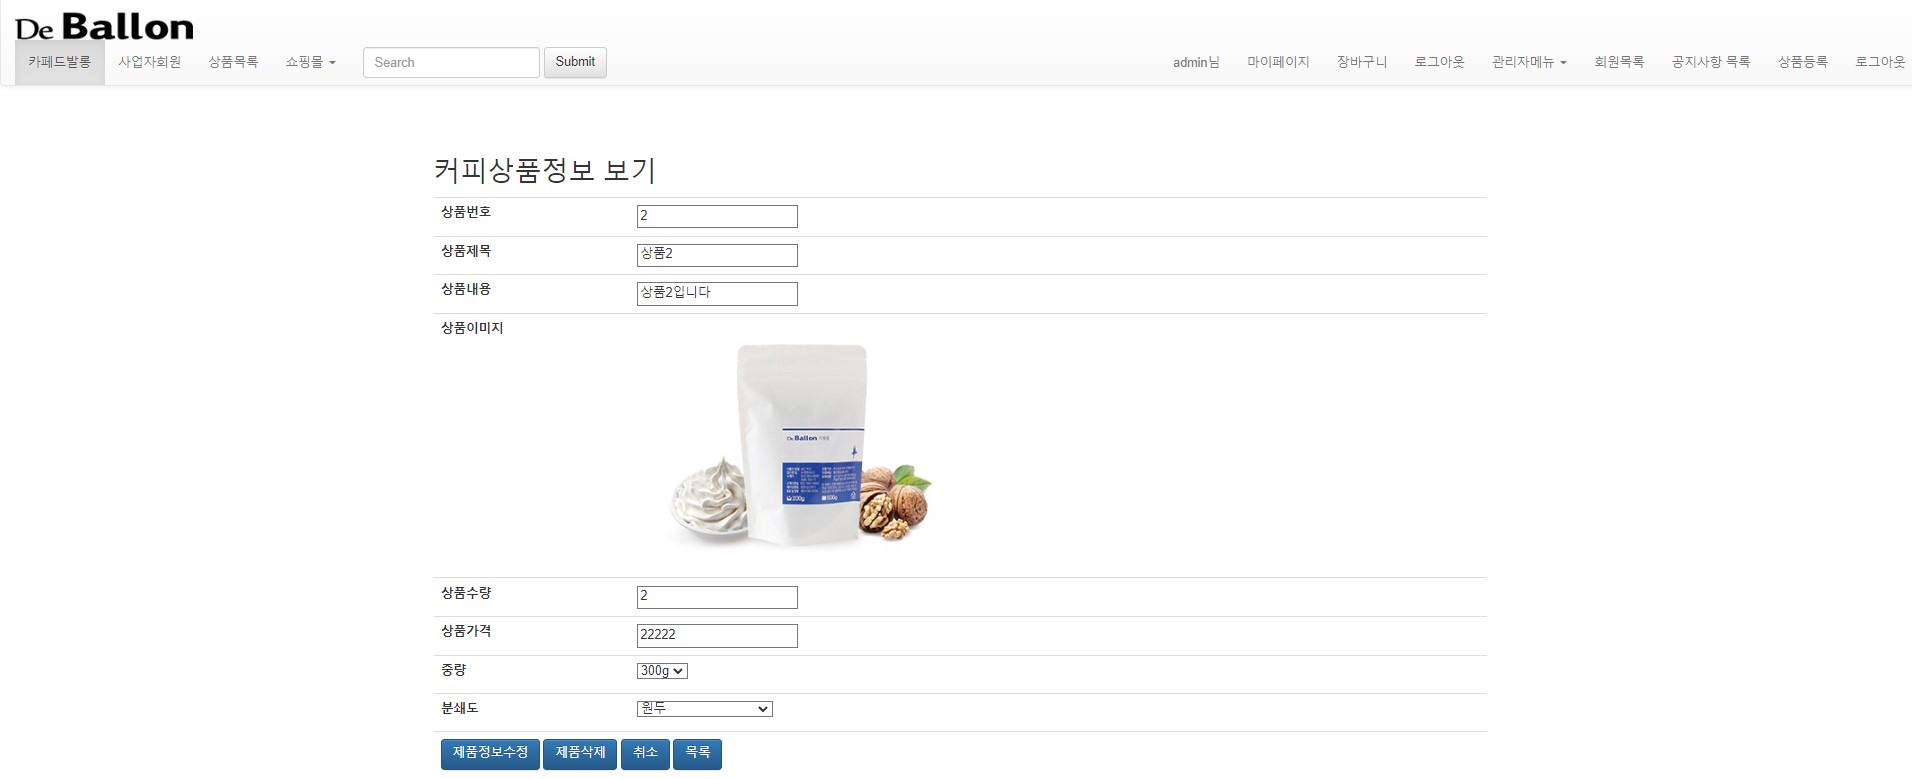 De Ballon
카페드발롱 사업자회원 상품목록 쇼핑몰 Search Submit admin님 마이페이지 장바구니 로그아웃 관리자메뉴 회원목록 공지사항 목록 상품등록 로그아웃
커피상품정보 보기
상품번호 2
상품제목 상품2
상품내용 상품2입니다
상품이미지
De Ballon
300g 500g
상품수량 2
상품가격 22222
중량 300g
분쇄도 원두
제품정보수정 제품삭제 취소 목록